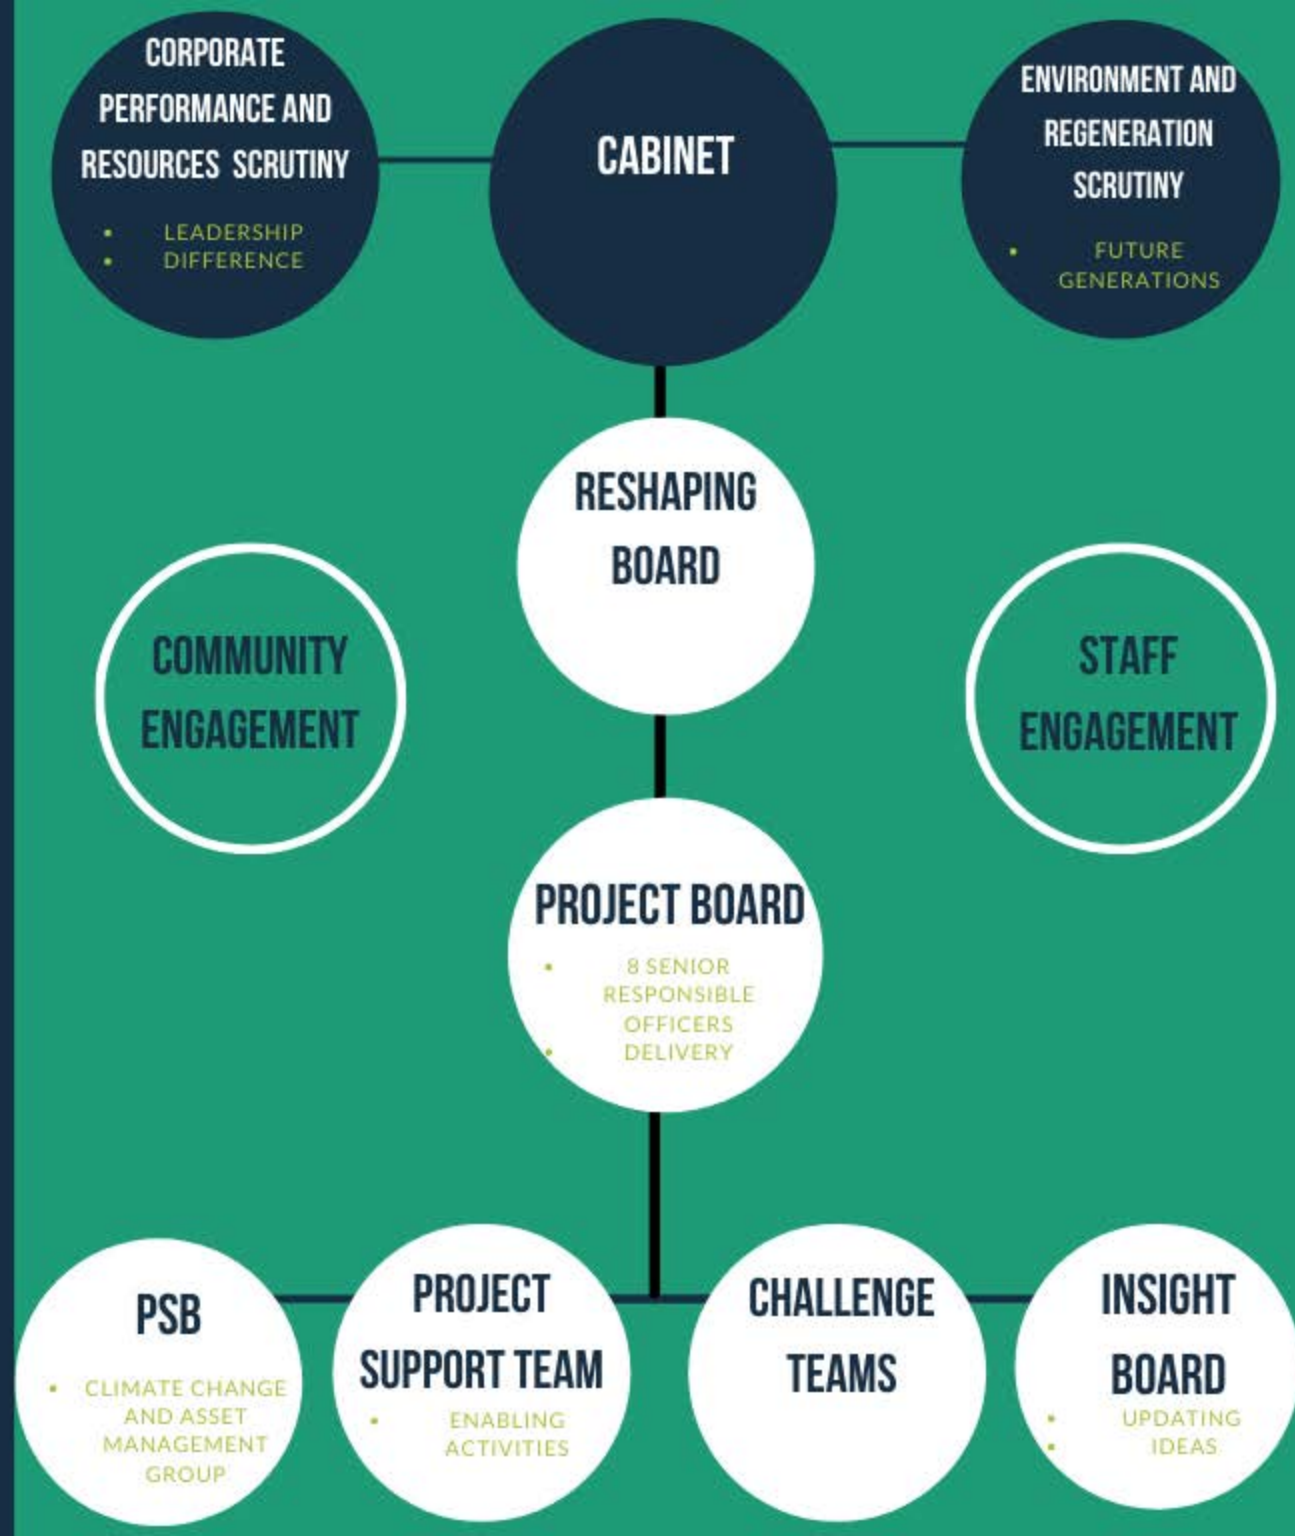 CORPORATE
PERFORMANCE AND
RESOURCES SCRUTINY
• LEADERSHIP
• DIFFERENCE
CABINET
ENVIRONMENT AND
REGENERATION
SCRUTINY
• FUTURE
GENERATIONS
RESHAPING
BOARD
COMMUNITY
ENGAGEMENT
STAFF
ENGAGEMENT
PROJECT BOARD
• 8 SENIOR
RESPONSIBLE
OFFICERS
• DELIVERY
PSB
• CLIMATE CHANGE
AND ASSET
MANAGEMENT
GROUP
PROJECT
SUPPORT TEAM
• ENABLING
ACTIVITIES
CHALLENGE
TEAMS
INSIGHT
BOARD
• UPDATING
• IDEAS